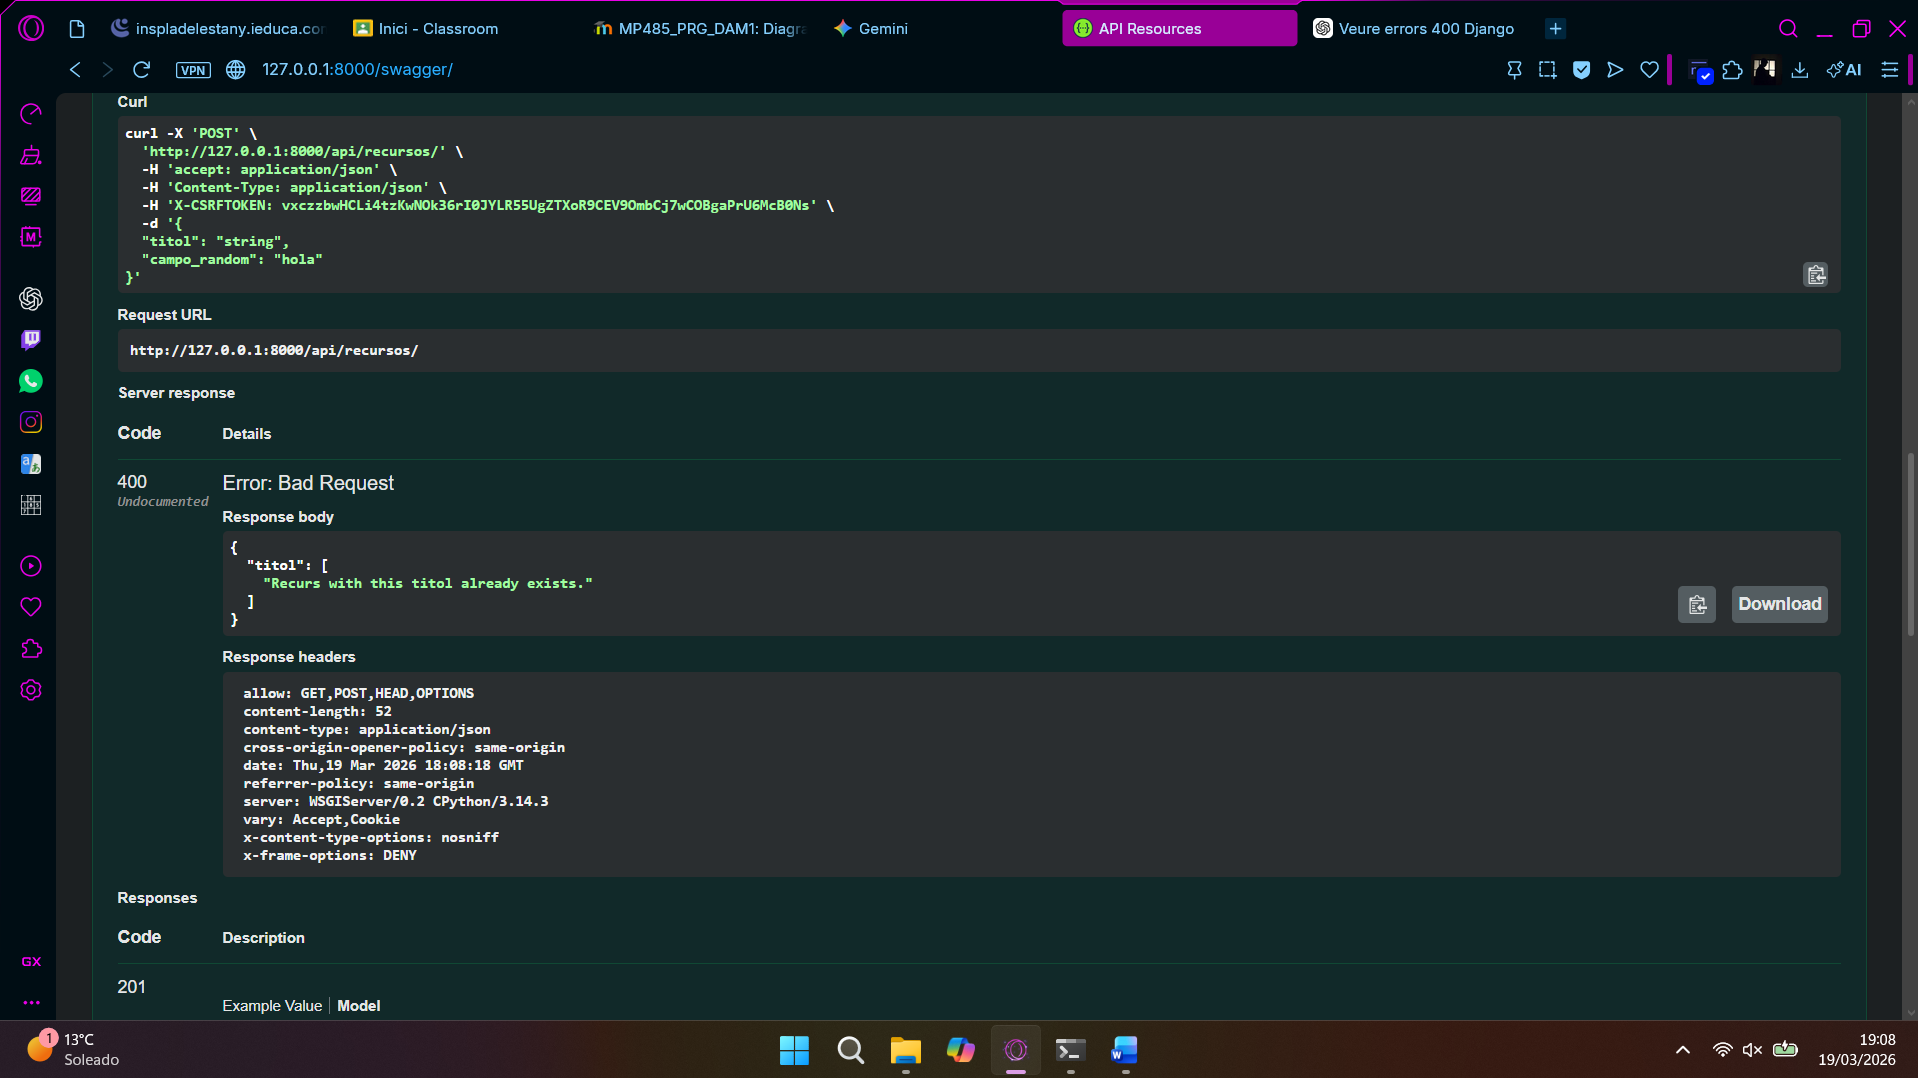 inspladelestany.ieduca.co
Inici - Classroom
MP485_PRG_DAM1: Diagra
Gemini
API Resources
Veure errors 400 Django
VPN
127.0.0.1:8000/swagger/
AI
Curl
curl -X 'POST' \
'http://127.0.0.1:8000/api/recursos/' \
-H 'accept: application/json' \
-H 'Content-Type: application/json' \
-H 'X-CSRFTOKEN: vxczzbwHCLi4tzKwNOk36rI0JYLR55UgZTXoR9CEV9OmbCj7wCOBgaPrU6McB0Ns' \
-d '{
"titol": "string",
"campo_random": "hola"
}'
Request URL
http://127.0.0.1:8000/api/recursos/
Server response
Code Details
400 Error: Bad Request
Undocumented
Response body
{
"titol": [
"Recurs with this titol already exists."
]
}
Download
Response headers
allow: GET,POST,HEAD,OPTIONS
content-length: 52
content-type: application/json
cross-origin-opener-policy: same-origin
date: Thu,19 Mar 2026 18:08:18 GMT
referrer-policy: same-origin
server: WSGIServer/0.2 CPython/3.14.3
vary: Accept,Cookie
x-content-type-options: nosniff
x-frame-options: DENY
Responses
Code Description
201
Example Value | Model
M
GX
1
13°C
Soleado
19:08
19/03/2026